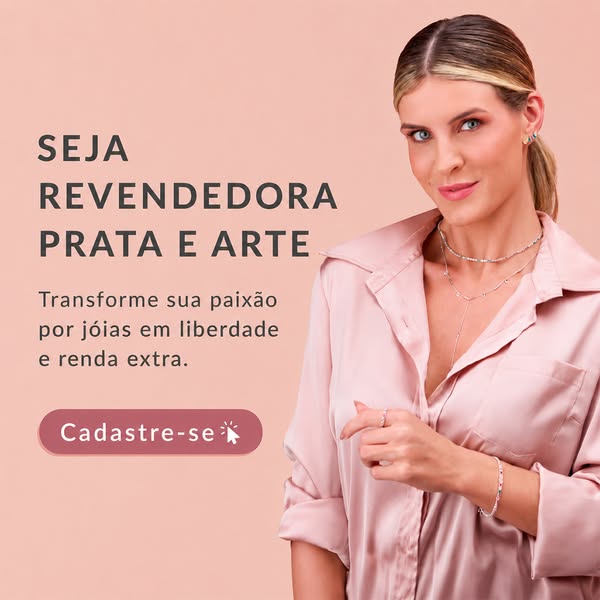 SEJA
REVENDEDORA
PRATA E ARTE
Transforme sua paixão
por jóias em liberdade
e renda extra.
Cadastre-se